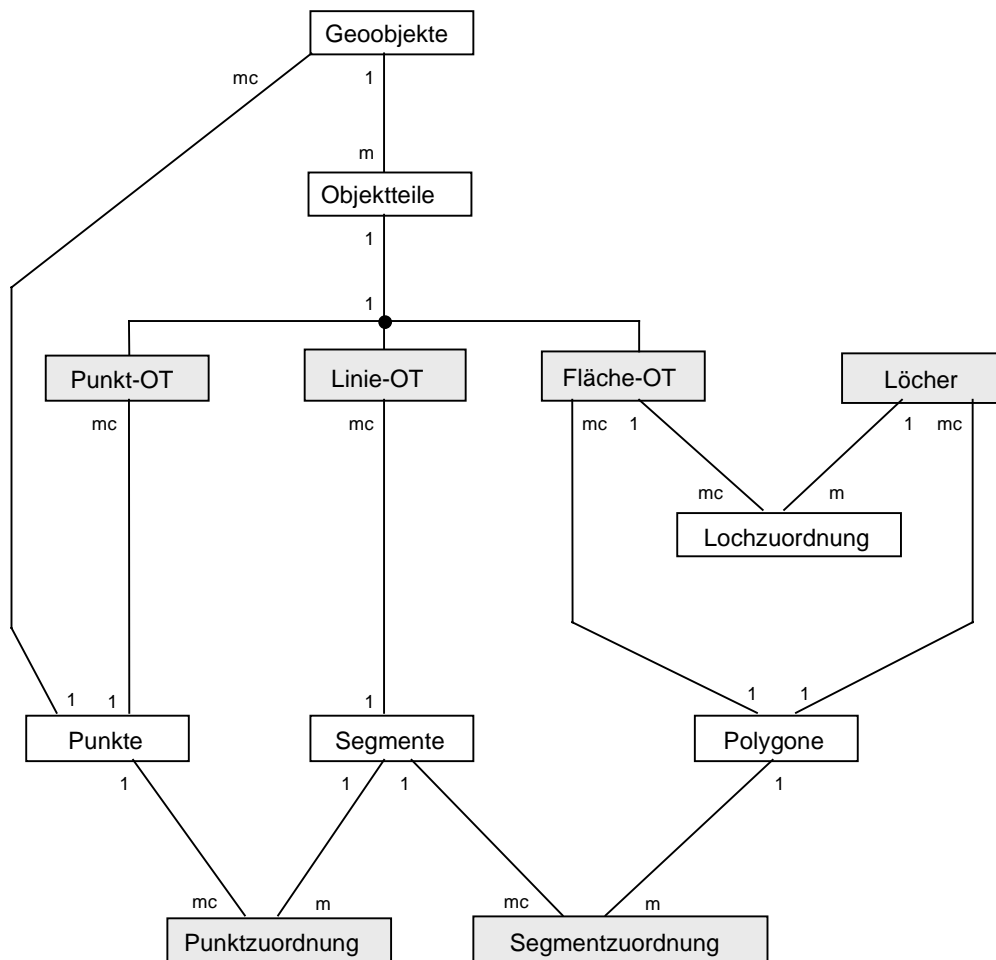 Geoobjekte
mc 1
m
Objektteile
1
1
Punkt-OT Linie-OT Fläche-OT Löcher
mc mc mc 1 1 mc
mc m
Lochzuordnung
1 1 1 1 1
Punkte Segmente Polygone
1 1 1 1
mc m mc m
Punktzuordnung Segmentzuordnung